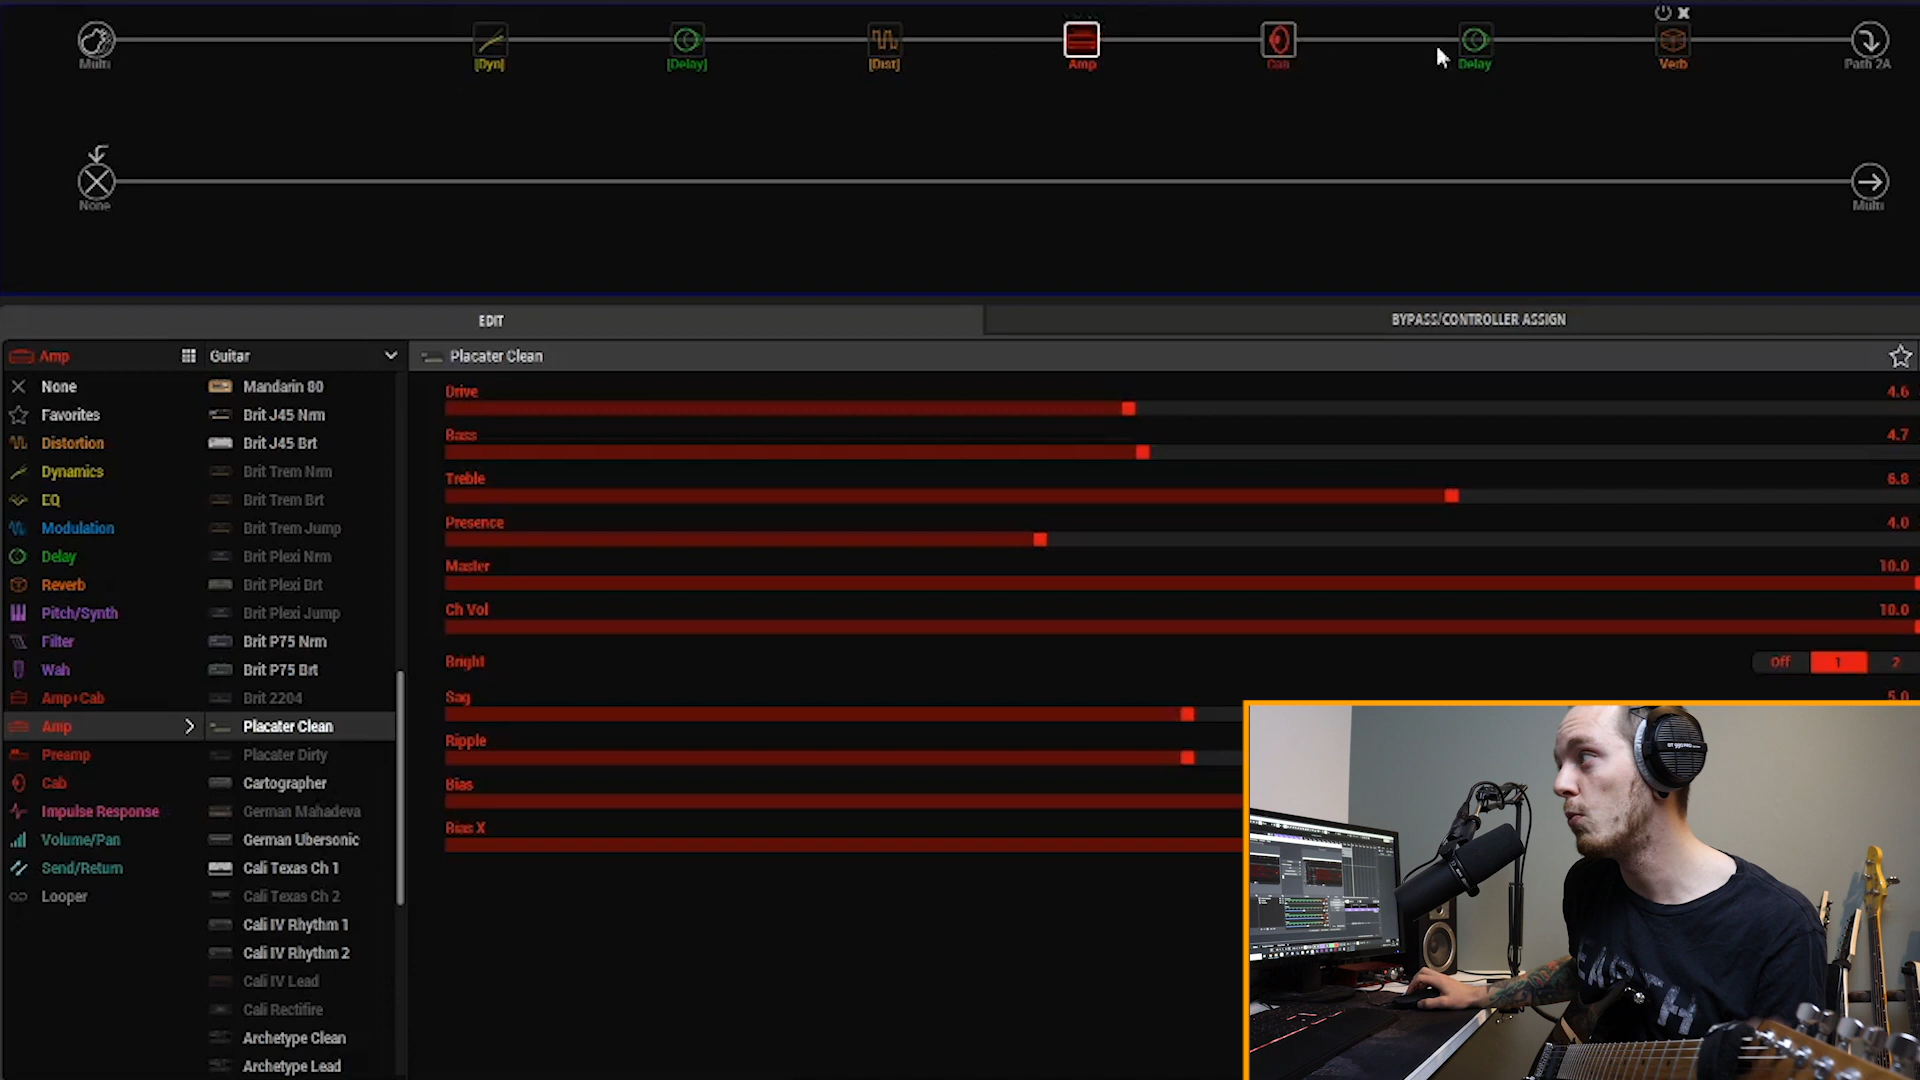 Multi
[Dyn]
[Delay]
[Dist]
Amp
Cab
Delay
Verb
Path 2A
None
Multi
EDIT
BYPASS/CONTROLLER ASSIGN
Amp
Guitar
Placater Clean
None
Favorites
Distortion
Dynamics
EQ
Modulation
Delay
Reverb
Pitch/Synth
Filter
Wah
Amp+Cab
Amp
Preamp
Cab
Impulse Response
Volume/Pan
Send/Return
Looper
Mandarin 80
Brit J45 Nrm
Brit J45 Brt
Brit Trem Nrm
Brit Trem Brt
Brit Trem Jump
Brit Plexi Nrm
Brit Plexi Brt
Brit Plexi Jump
Brit P75 Nrm
Brit P75 Brt
Brit 2204
Placater Clean
Placater Dirty
Cartographer
German Mahadeva
German Ubersonic
Cali Texas Ch 1
Cali Texas Ch 2
Cali IV Rhythm 1
Cali IV Rhythm 2
Cali IV Lead
Cali Rectifire
Archetype Clean
Archetype Lead
Drive 4.6
Bass 4.7
Treble 6.8
Presence 4.0
Master 10.0
Ch Vol 10.0
Bright Off 1 2
Sag 5.0
Ripple
Bias
Bias X